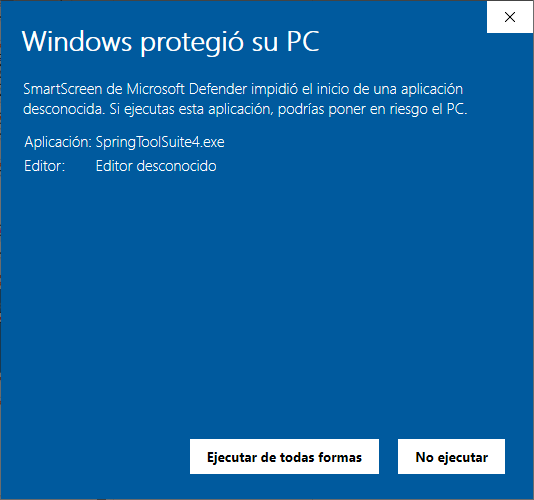 Windows protegió su PC
SmartScreen de Microsoft Defender impidió el inicio de una aplicación
desconocida. Si ejecutas esta aplicación, podrías poner en riesgo el PC.
Aplicación: SpringToolSuite4.exe
Editor: Editor desconocido
Ejecutar de todas formas No ejecutar